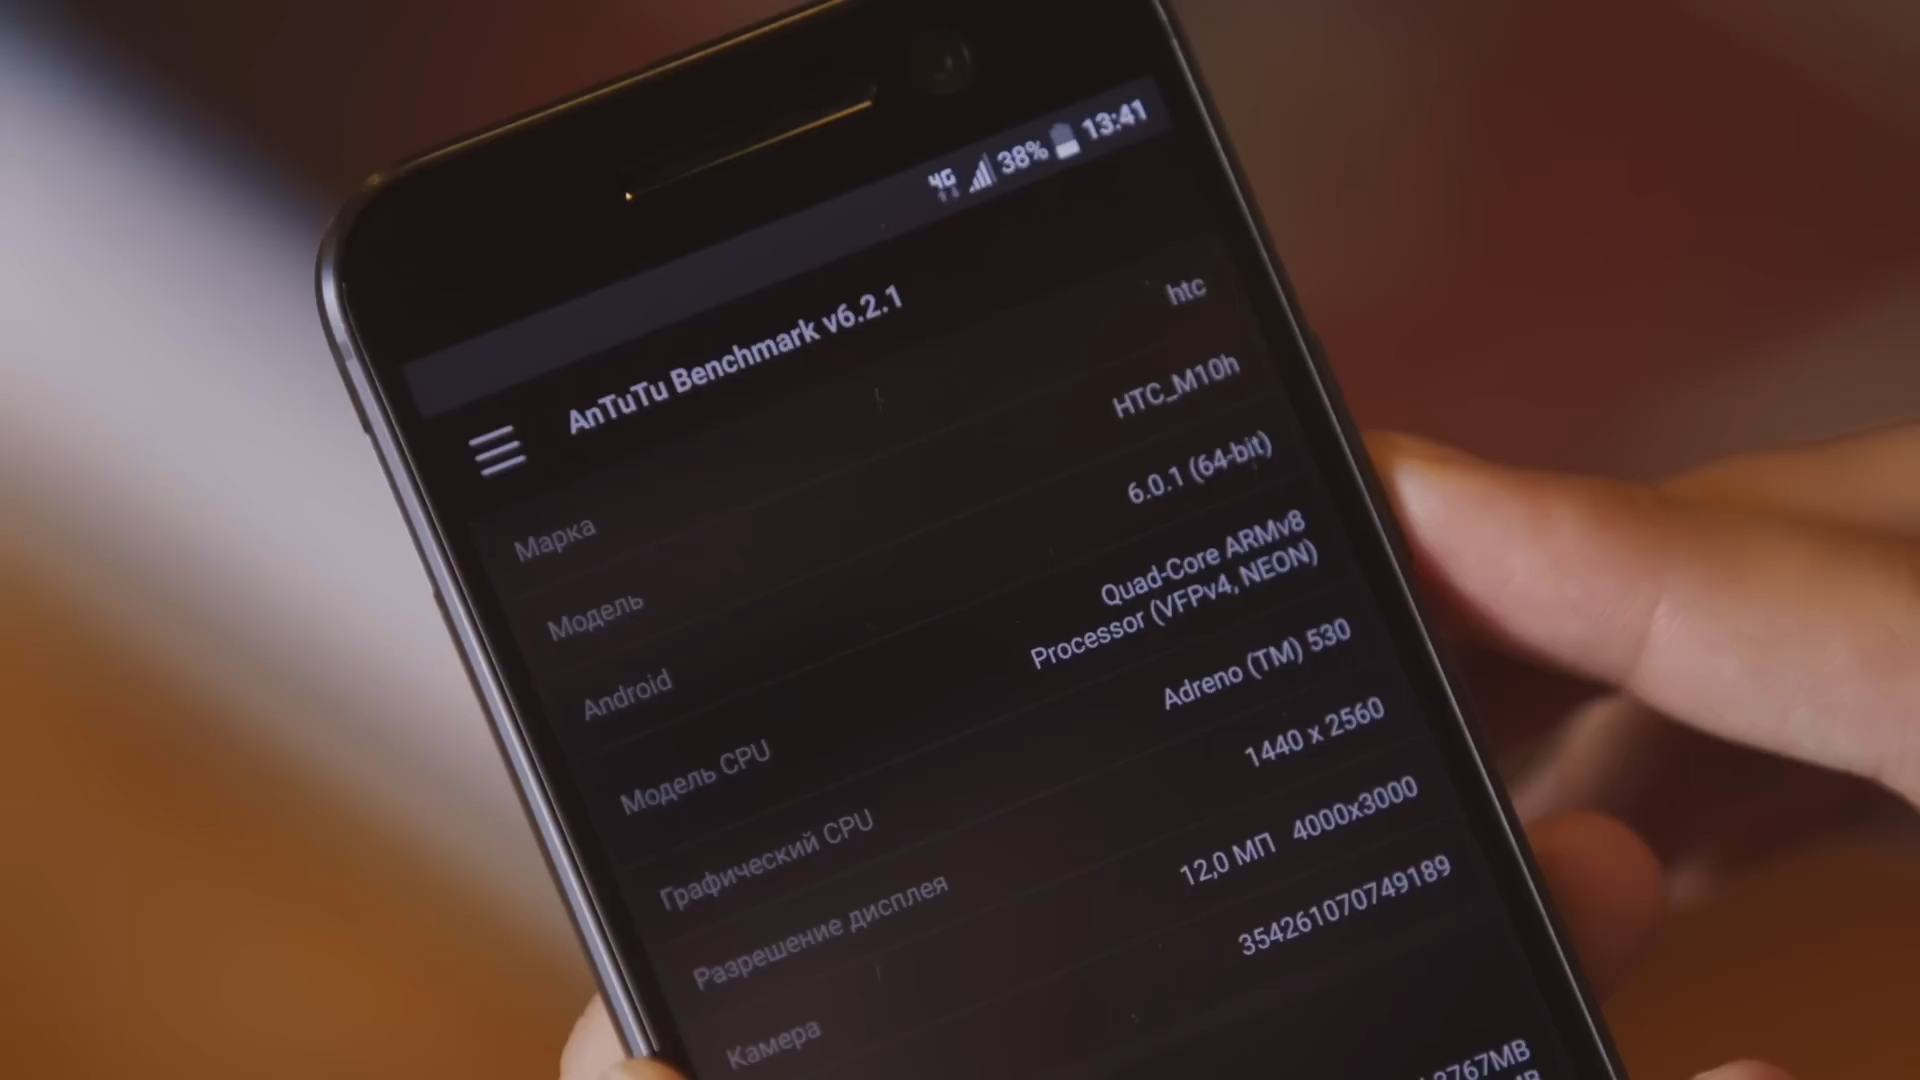 4G 38% 13:41
AnTuTu Benchmark v6.2.1
Марка htc
Модель HTC_M10h
Android 6.0.1 (64-bit)
Модель CPU Quad-Core ARMv8
Processor (VFPv4, NEON)
Графический CPU Adreno (TM) 530
Разрешение дисплея 1440 x 2560
Камера 12,0 МП 4000x3000
354261070749189